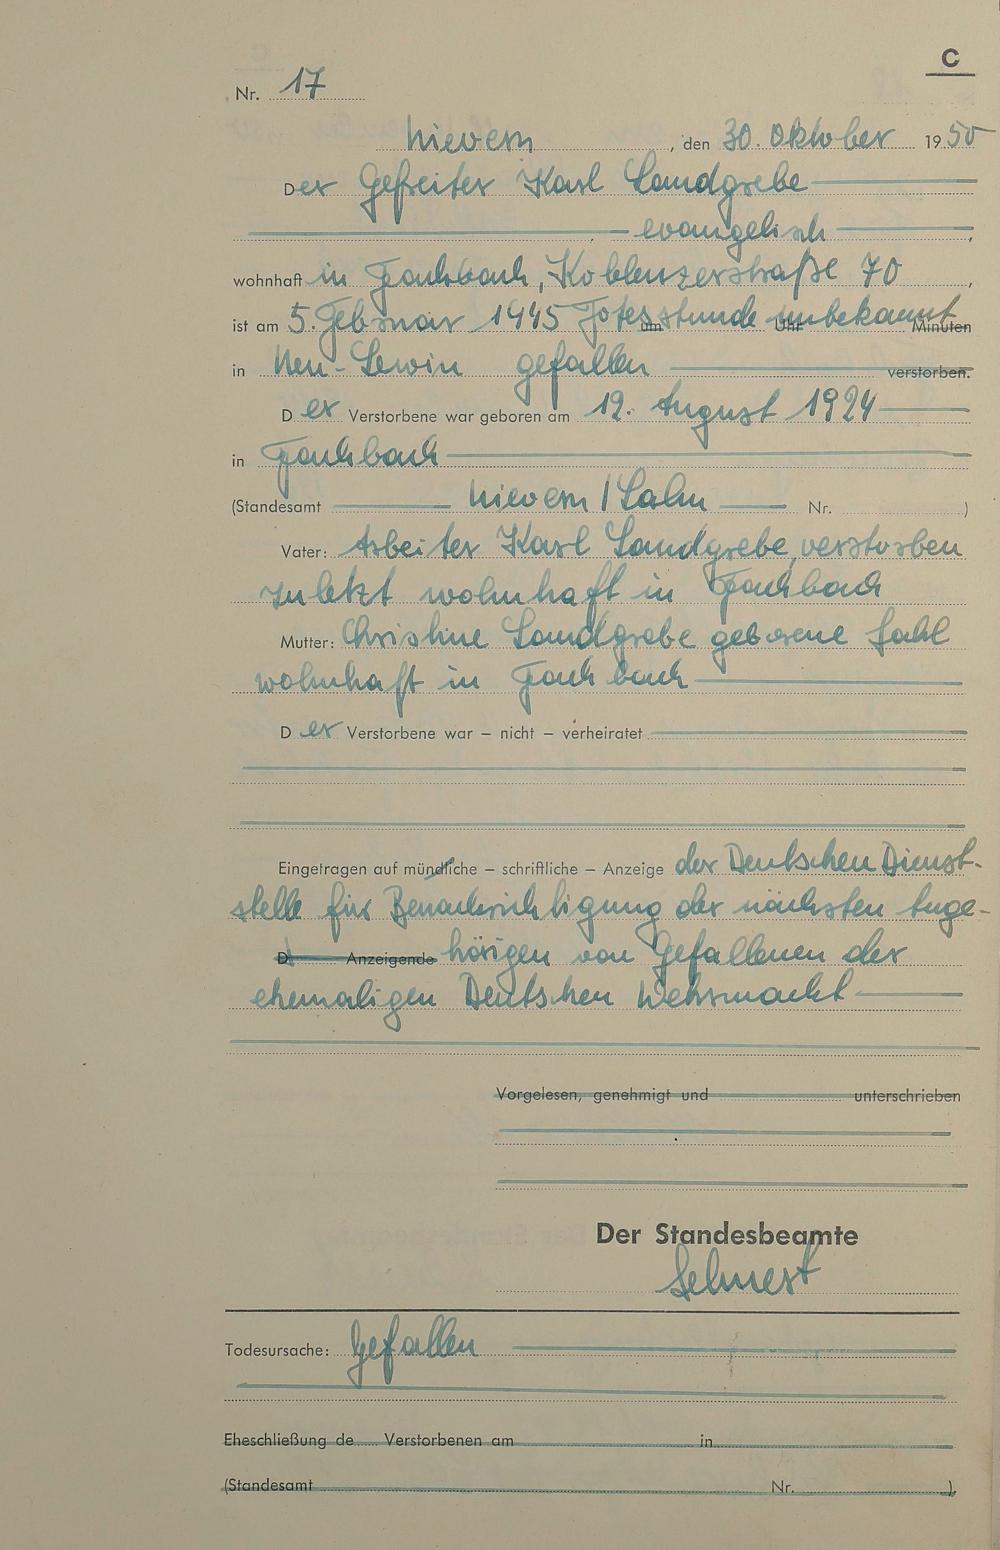 C
Nr. 17
Nievern, den 30. Oktober 1950
Der Gefreiter Karl Landgrebe
evangelisch,
wohnhaft in Fachbach, Koblenzerstraße 70,
ist am 5. Februar 1945 Todesstunde unbekannt um Uhr Minuten
in Neu-Lewin gefallen verstorben.
Der Verstorbene war geboren am 12. August 1924
in Fachbach
(Standesamt Nievern/Lahn Nr. )
Vater: Arbeiter Karl Landgrebe, verstorben
zuletzt wohnhaft in Fachbach
Mutter: Christine Landgrebe geborene
wohnhaft in Fachbach
Der Verstorbene war – nicht – verheiratet
Eingetragen auf mündliche – schriftliche – Anzeige der Deutschen Dienst-
stelle für Benachrichtigung der nächsten Ange-
D Anzeigende hörigen von Gefallenen der
ehemaligen Deutschen Wehrmacht
Vorgelesen, genehmigt und unterschrieben
Der Standesbeamte
Todesursache: Gefallen
Eheschließung de Verstorbenen am in
(Standesamt Nr. ).